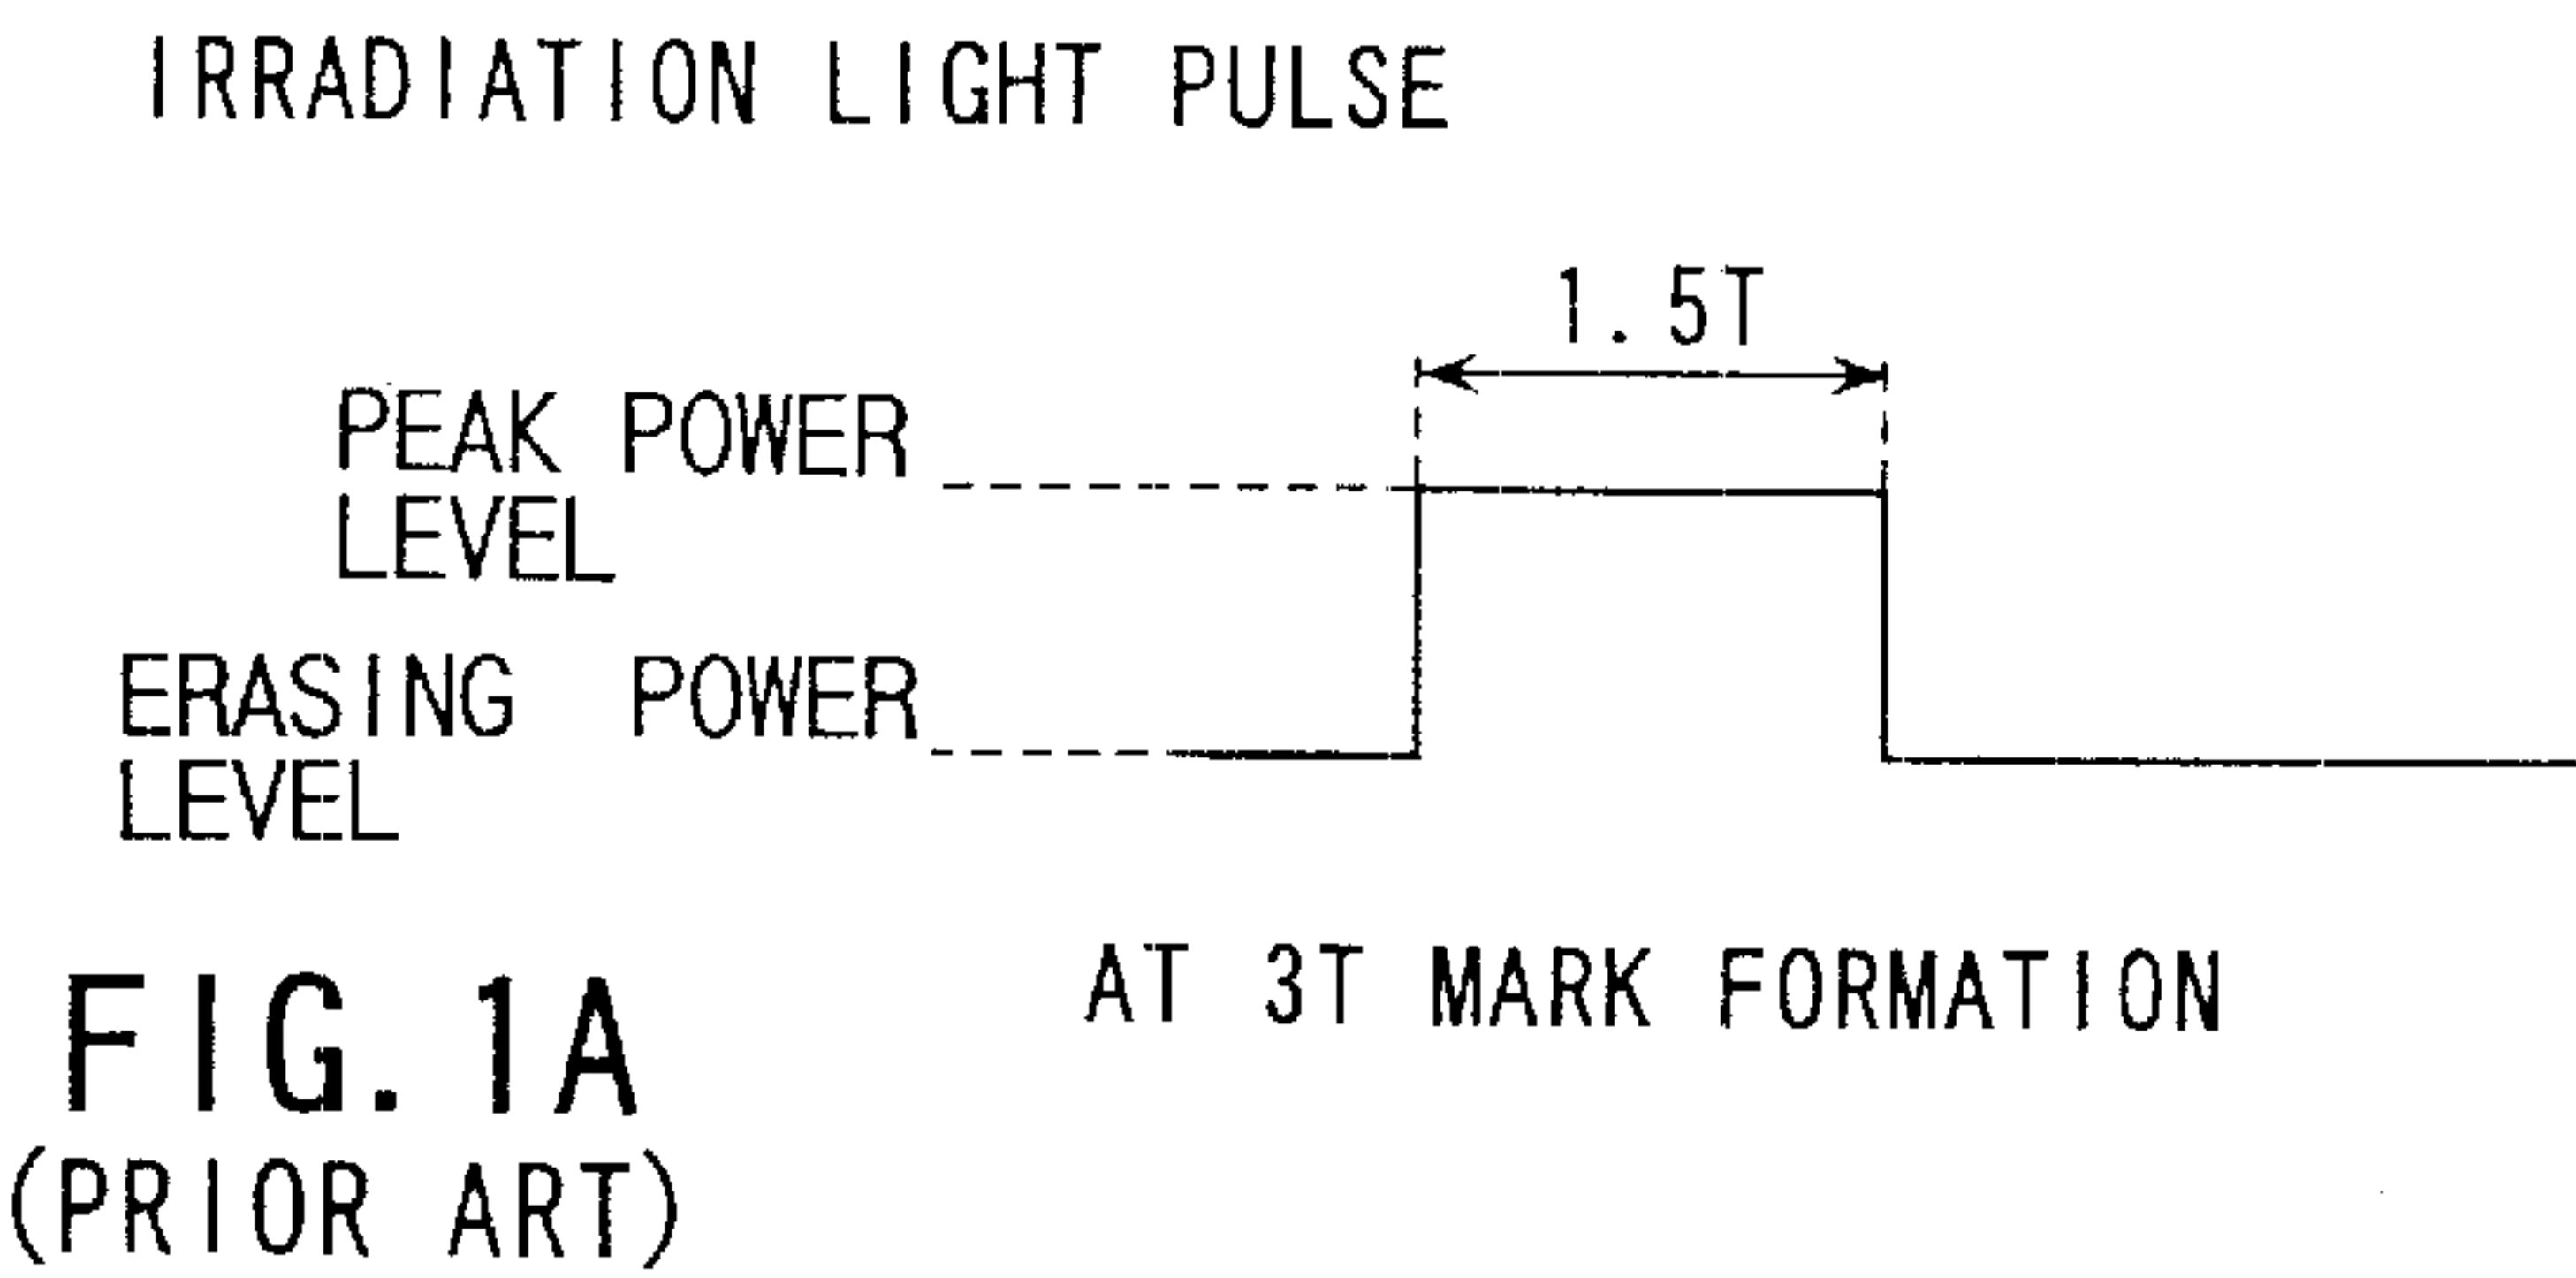 IRRADIATION LIGHT PULSE
1.5T
PEAK POWER
LEVEL
ERASING POWER
LEVEL
AT 3T MARK FORMATION
FIG. 1A
(PRIOR ART)